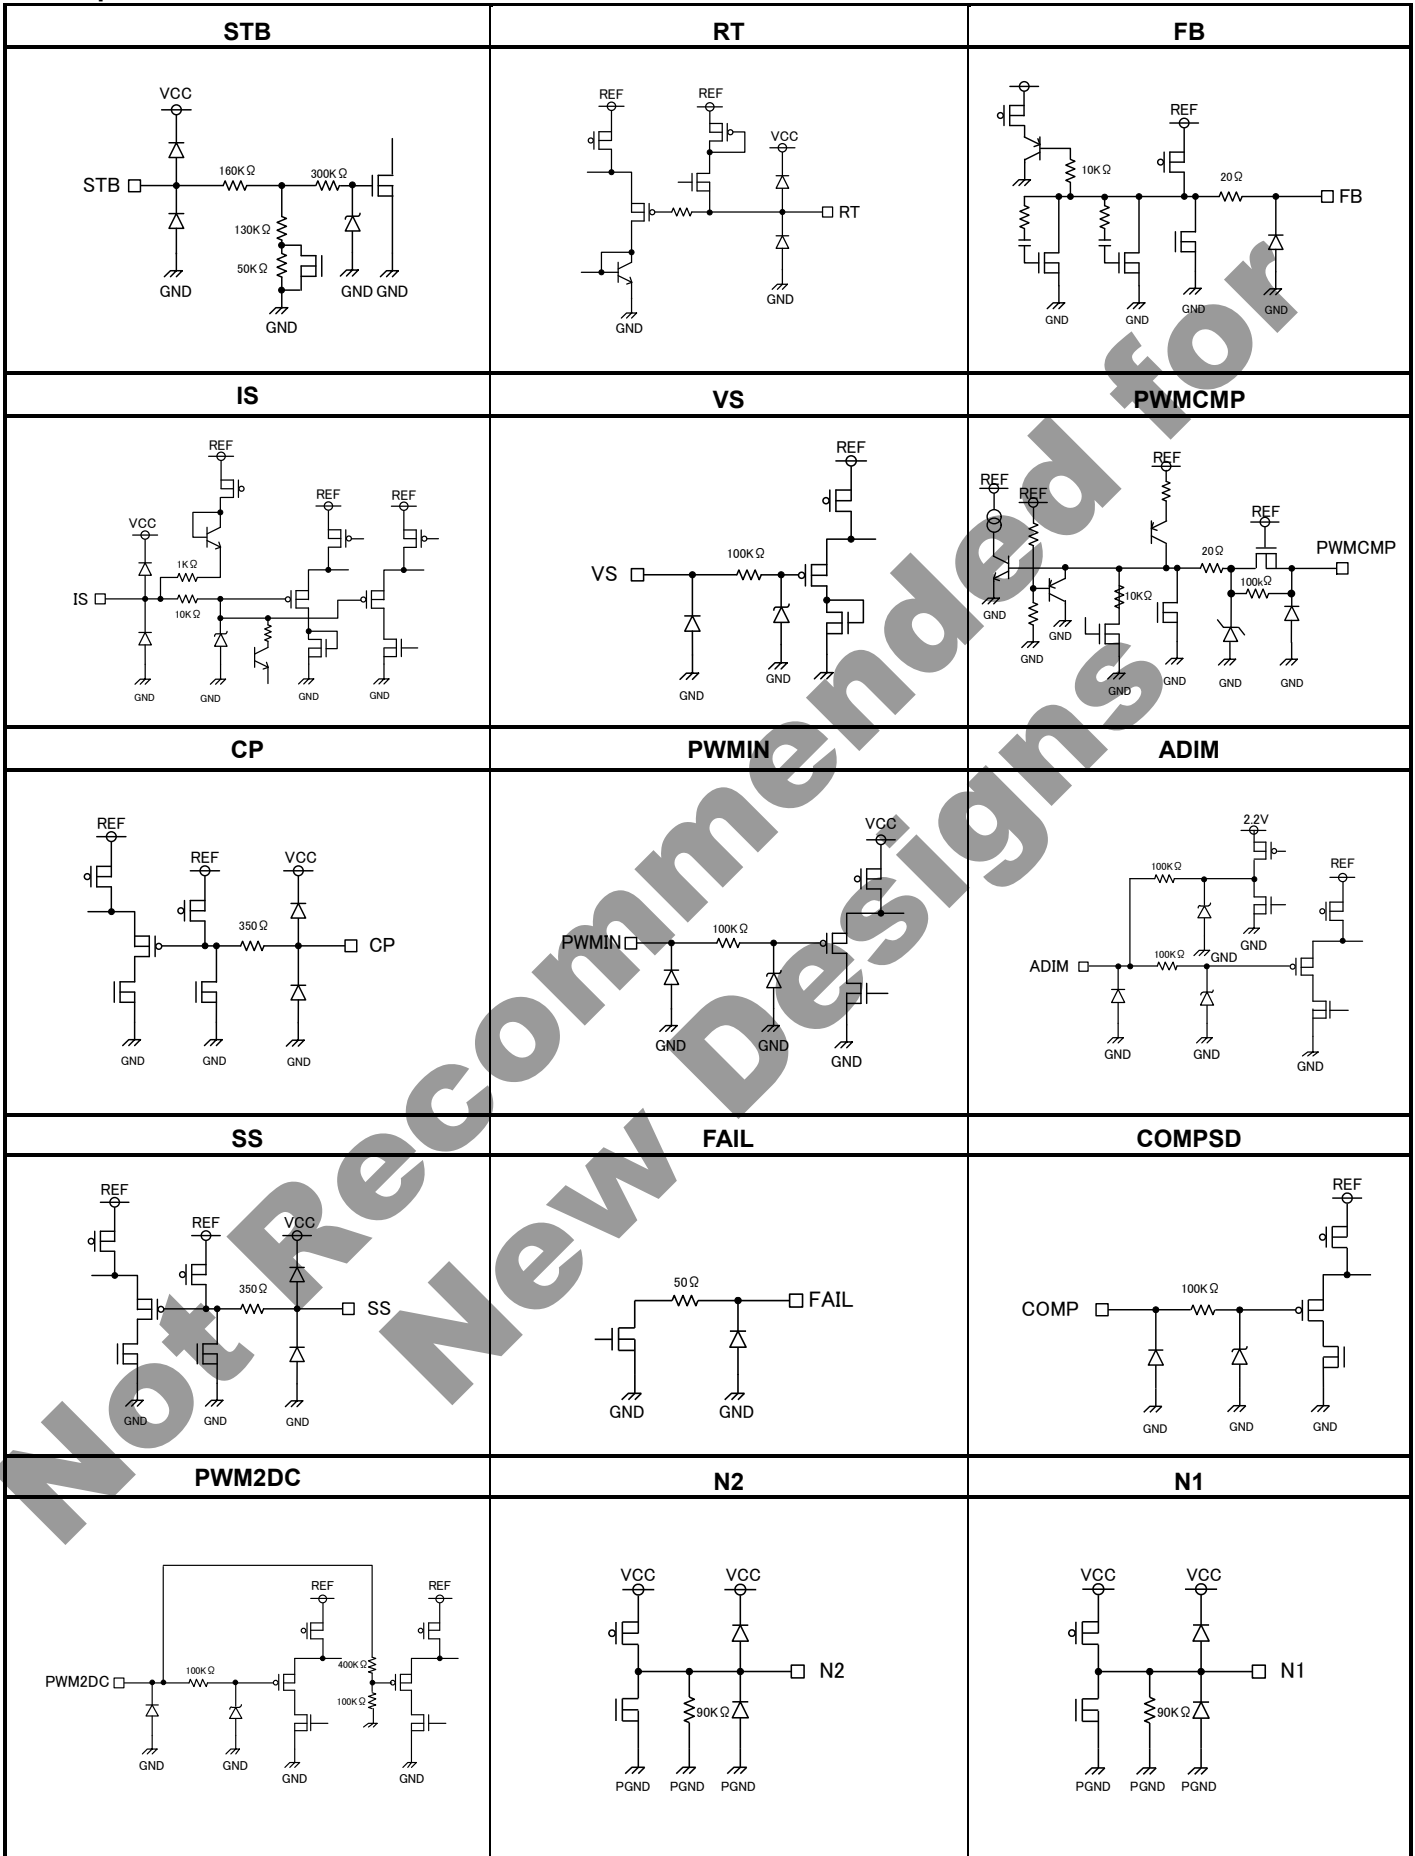 STB
RT
FB
VCC
STB
160KΩ
300KΩ
130KΩ
50KΩ
GND
GND
GND GND
REF
REF
VCC
RT
GND
GND
REF
10KΩ
20Ω
FB
GND
GND
GND
GND
IS
VS
PWMCMP
REF
REF
REF
VCC
1KΩ
IS
10KΩ
GND
GND
GND
GND
REF
100KΩ
VS
GND
GND
REF
REF
REF
REF
PWMCMP
20Ω
100kΩ
10KΩ
GND
GND
GND
GND
GND
GND
GND
CP
PWMIN
ADIM
REF
REF
VCC
350Ω
CP
GND
GND
GND
VCC
100KΩ
PWMIN
GND
GND
GND
2.2V
REF
100KΩ
GND
GND
ADIM
100KΩ
GND
GND
GND
SS
FAIL
COMPSD
REF
REF
VCC
350Ω
SS
GND
GND
GND
50Ω
FAIL
GND
GND
REF
100KΩ
COMP
GND
GND
GND
PWM2DC
N2
N1
REF
REF
PWM2DC
100KΩ
400KΩ
100KΩ
GND
GND
GND
GND
VCC
VCC
N2
90KΩ
PGND
PGND
PGND
VCC
VCC
N1
90KΩ
PGND
PGND
PGND
Not Recommended for
New Designs